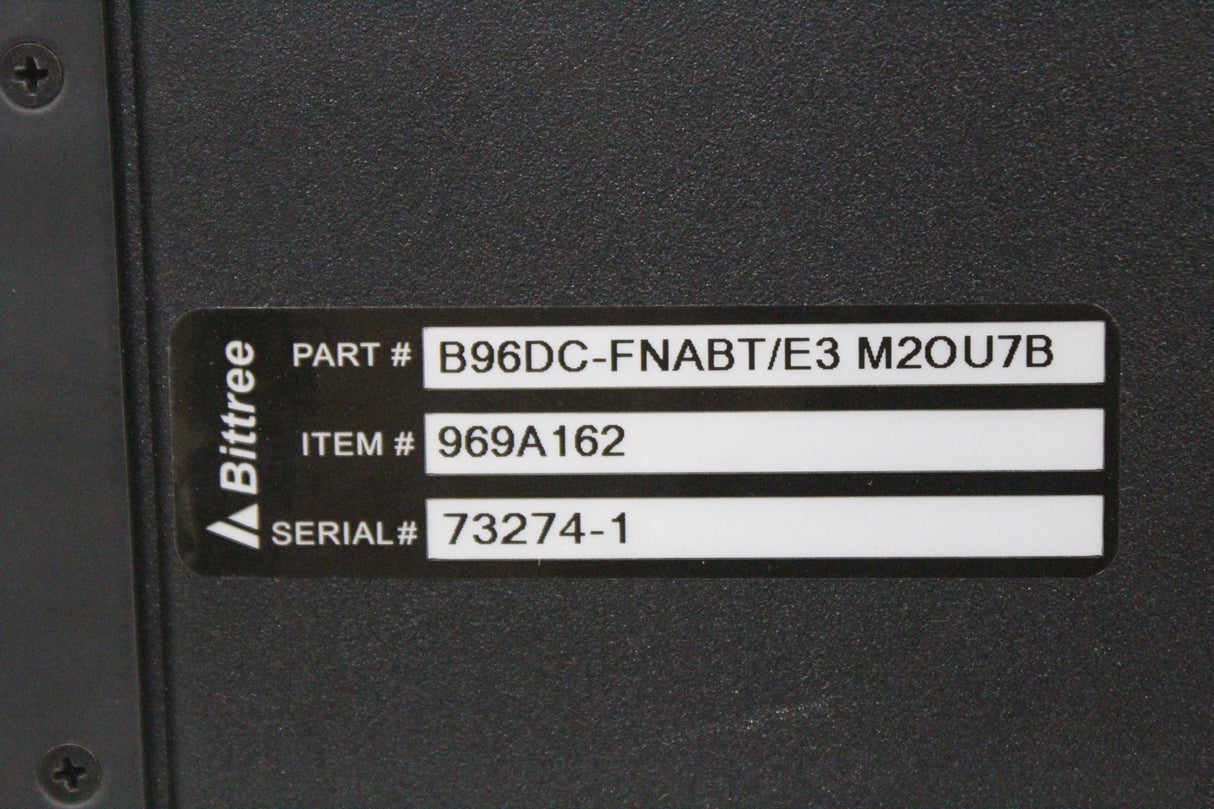 Bittree
PART # B96DC-FNABT/E3 M2OU7B
ITEM # 969A162
SERIAL# 73274-1